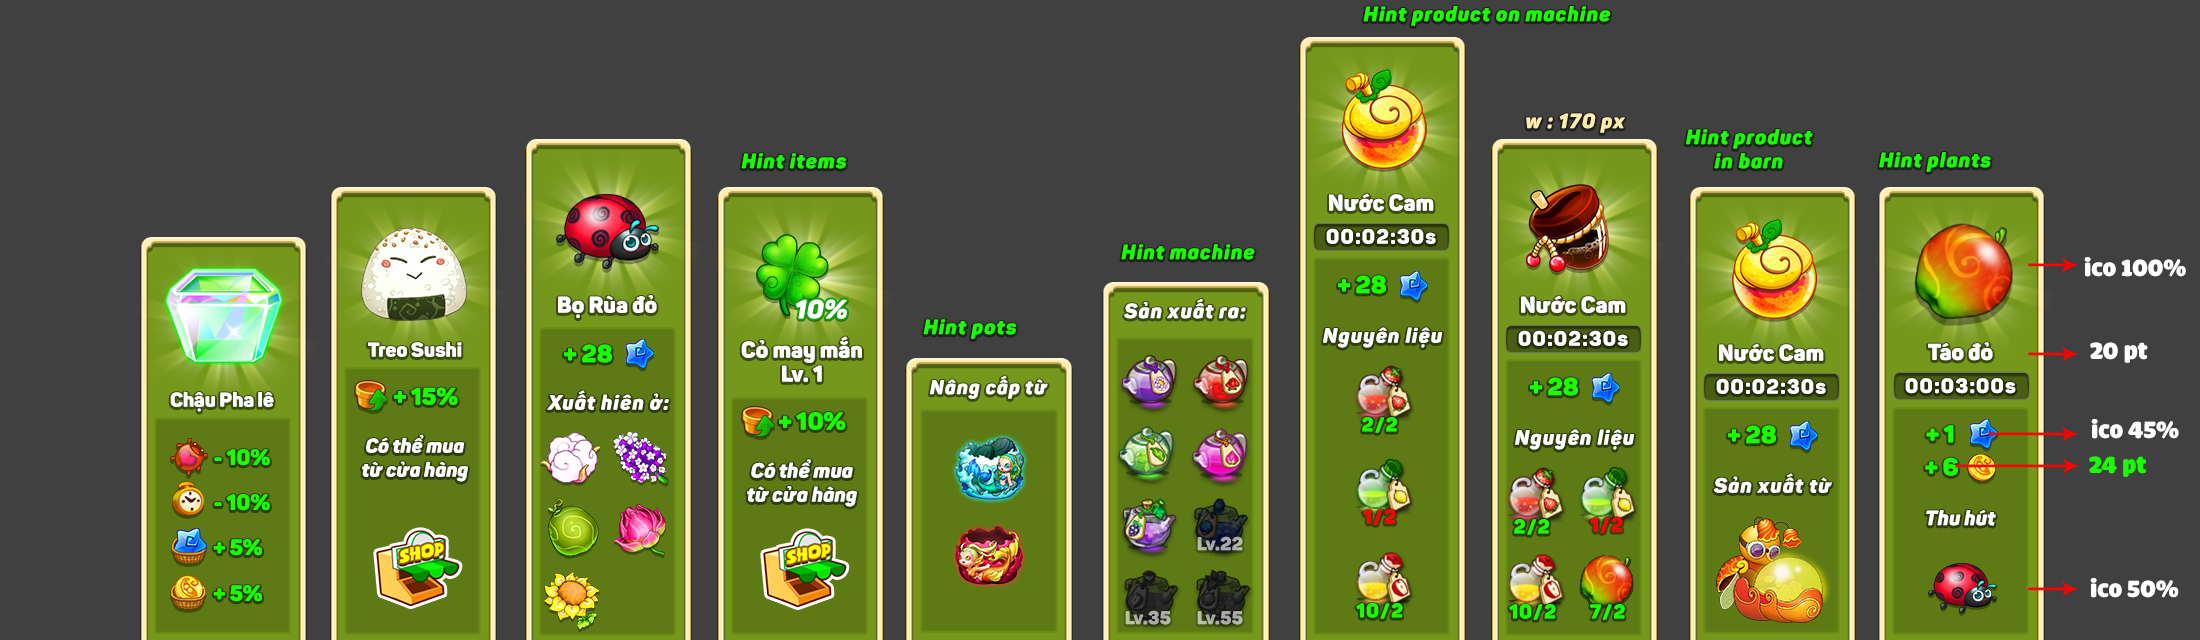 Chậu Pha lê
- 10%
- 10%
+ 5%
+ 5%
Treo Sushi
+ 15%
Có thể mua
từ cửa hàng
SHOP
Bọ Rùa đỏ
+ 28
Xuất hiên ở:
Hint items
10%
Cỏ may mắn
Lv. 1
+ 10%
Có thể mua
từ cửa hàng
SHOP
Hint pots
Nâng cấp từ
Hint machine
Sản xuất ra:
Lv.22
Lv.35
Lv.55
Hint product on machine
Nước Cam
00:02:30s
+ 28
Nguyên liệu
2/2
1/2
10/2
w : 170 px
Nước Cam
00:02:30s
+ 28
Nguyên liệu
2/2
1/2
10/2
7/2
Hint product
in barn
Nước Cam
00:02:30s
+ 28
Sản xuất từ
Hint plants
Táo đỏ
00:03:00s
+ 1
+ 6
Thu hút
ico 100%
20 pt
ico 45%
24 pt
ico 50%